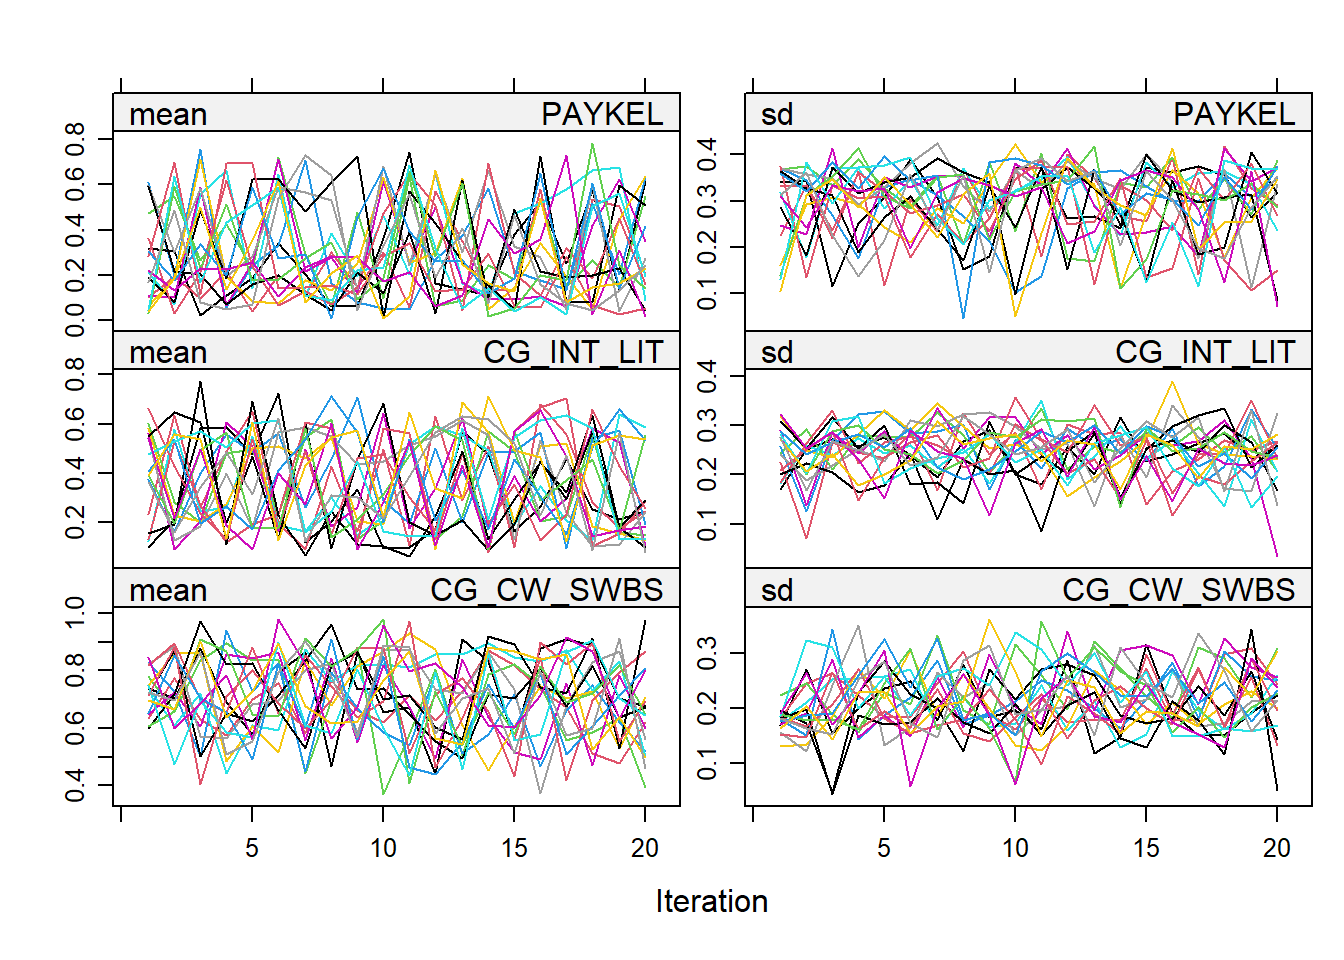 mean PAYKEL
sd PAYKEL
0.0 0.2 0.4 0.6 0.8
0.1 0.2 0.3 0.4
mean CG_INT_LIT
sd CG_INT_LIT
0.2 0.4 0.6 0.8
0.1 0.2 0.3 0.4
mean CG_CW_SWBS
sd CG_CW_SWBS
0.4 0.6 0.8 1.0
0.1 0.2 0.3
5 10 15 20
5 10 15 20
Iteration